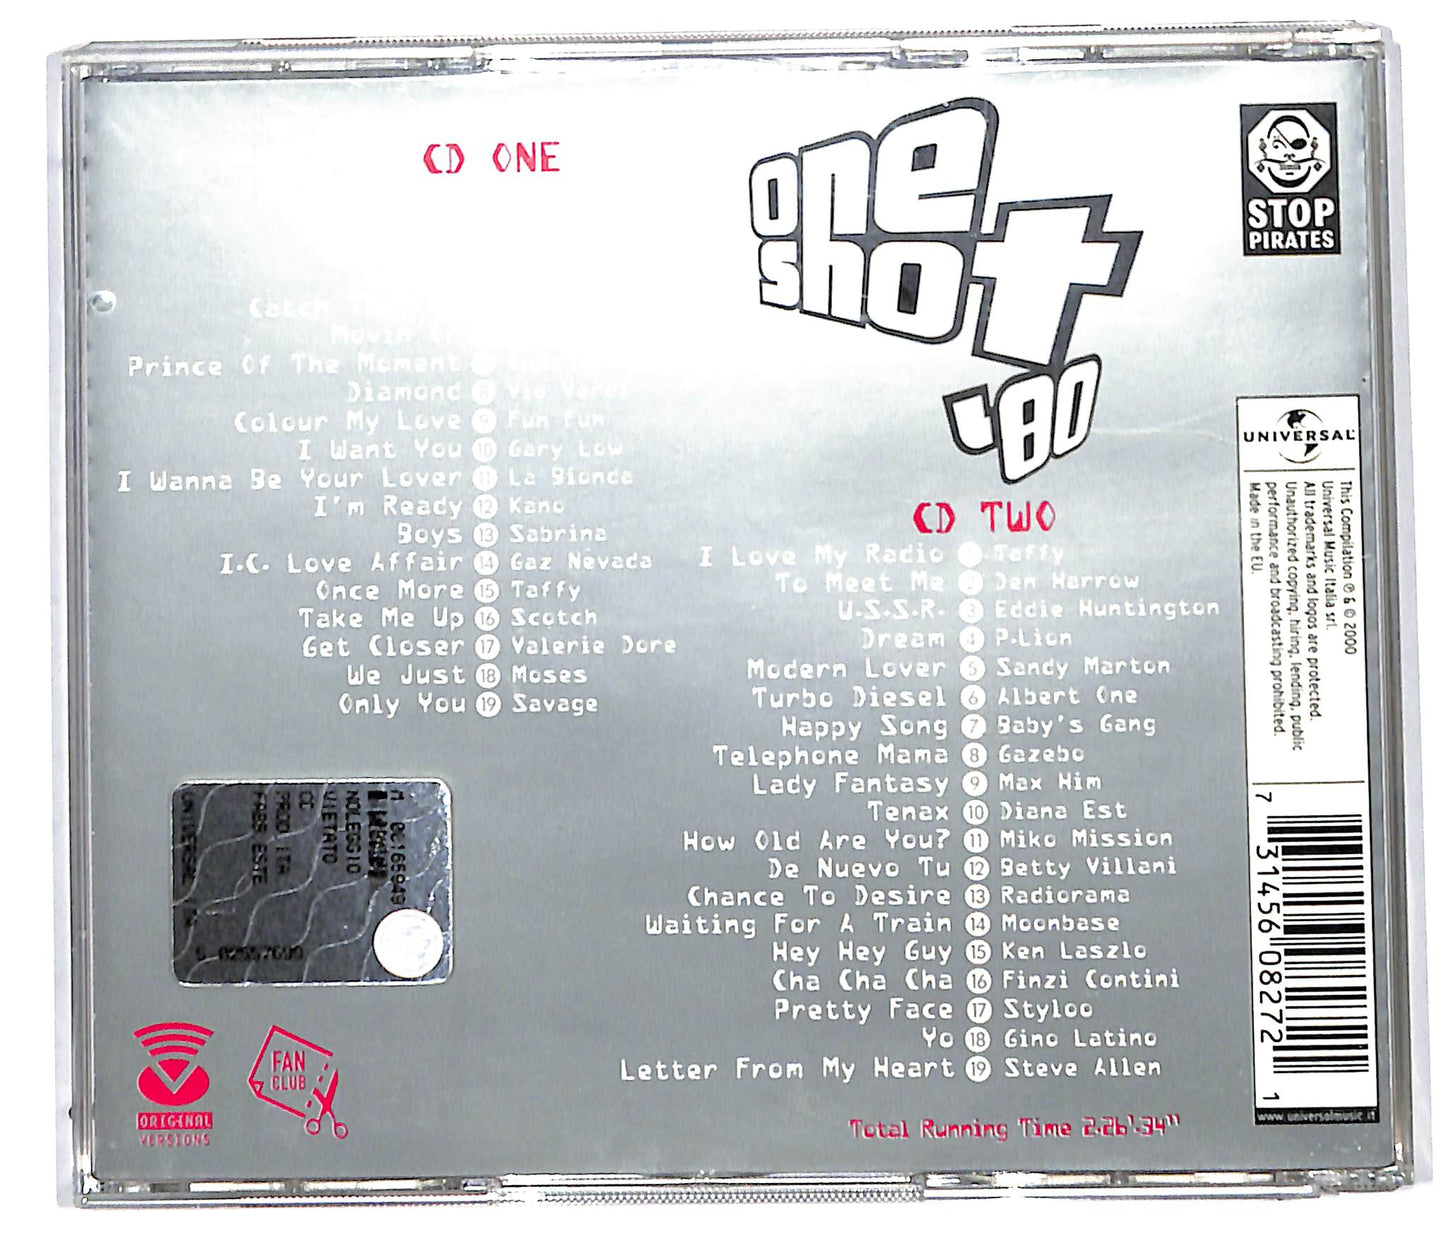 CD ONE
Catch
Movin
Prince Of The Moment
Diamond 8
Colour My Love 9 Fun Fun
I Want You 10 Gary Low
I Wanna Be Your Lover 11 La Bionda
I'm Ready 12 Kano
Boys 13 Sabrina
I.C. Love Affair 14 Gaz Nevada
Once More 15 Taffy
Take Me Up 16 Scotch
Get Closer 17 Valerie Dore
We Just 18 Moses
Only You 19 Savage
one
shot
'80
CD TWO
I Love My Radio 1 Taffy
To Meet Me 2 Den Harrow
U.S.S.R. 3 Eddie Huntington
Dream 4 P.Lion
Modern Lover 5 Sandy Marton
Turbo Diesel 6 Albert One
Happy Song 7 Baby's Gang
Telephone Mama 8 Gazebo
Lady Fantasy 9 Max Him
Tenax 10 Diana Est
How Old Are You? 11 Miko Mission
De Nuevo Tu 12 Betty Villani
Chance To Desire 13 Radiorama
Waiting For A Train 14 Moonbase
Hey Hey Guy 15 Ken Laszlo
Cha Cha Cha 16 Finzi Contini
Pretty Face 17 Styloo
Yo 18 Gino Latino
Letter From My Heart 19 Steve Allen
Total Running Time 2.26'.34"
STOP
PIRATES
UNIVERSAL
This Compilation ℗ & © 2000
Universal Music Italia srl.
All trademarks and logos are protected.
Unauthorized copying, hiring, lending, public
performance and broadcasting prohibited.
Made in the EU.
7 31456 08272 1
www.universalmusic.it
00165949
NOLEGGIO
VIETATO
CC
PROD ITA
FABB ESTE
UNIVERSAL
ORIGINAL
VERSIONS
FAN
CLUB